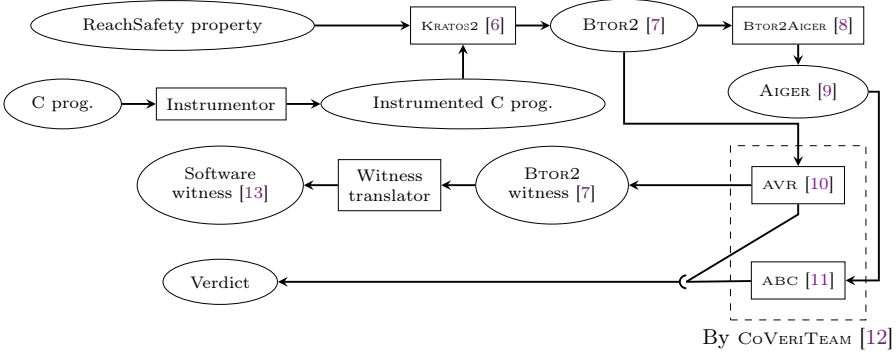 ReachSafety property
Kratos2 [6]
Btor2 [7]
Btor2Aiger [8]
C prog.
Instrumentor
Instrumented C prog.
Aiger [9]
Software
witness [13]
Witness
translator
Btor2
witness [7]
AVR [10]
Verdict
ABC [11]
By CoVeriTeam [12]